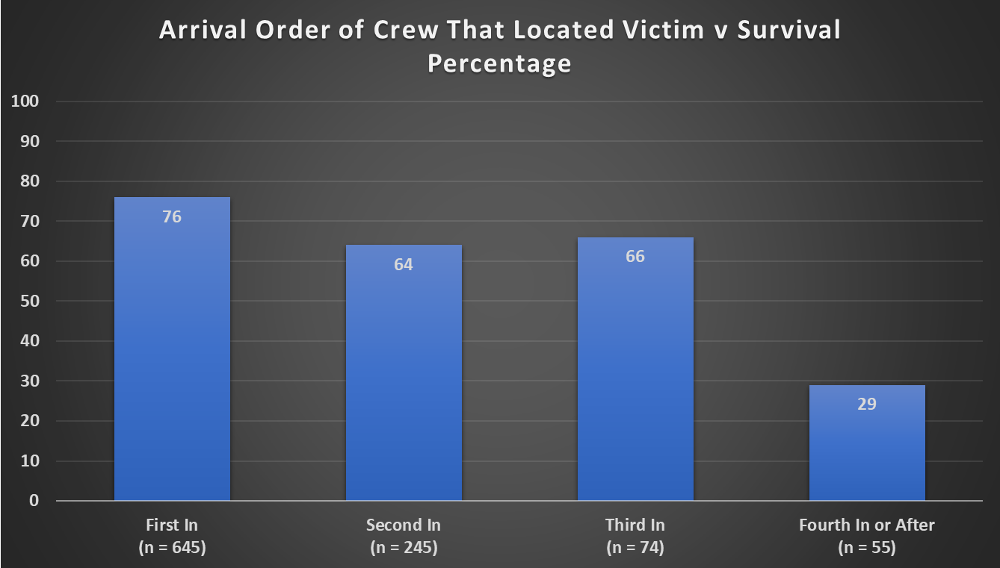 Arrival Order of Crew That Located Victim v Survival
Percentage
100
90
80
70
60
50
40
30
20
10
0
76
64
66
29
First In
(n = 645)
Second In
(n = 245)
Third In
(n = 74)
Fourth In or After
(n = 55)